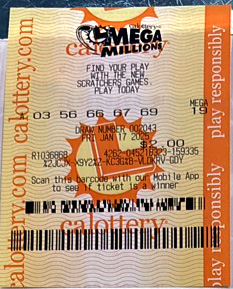 calottery
MEGA
MILLIONS
FIND YOUR PLAY
WITH THE NEW
SCRATCHERS GAMES.
PLAY TODAY
MEGA
A 03 56 66 67 69 19
DRAW NUMBER 002043
FRI JAN 17 2025
$2.00
Scan this barcode with our Mobile App
to see if ticket is a winner
calottery
calottery.com
calottery.com
play responsibly
play responsibly
play